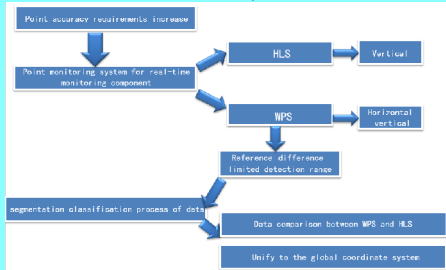 Point accuracy requirements increase
Point monitoring system for real-time
monitoring component
HLS
Vertical
WPS
Horizontal
vertical
Reference difference
limited detection range
segmentation classification process of data
Data comparison between WPS and HLS
Unify to the global coordinate system